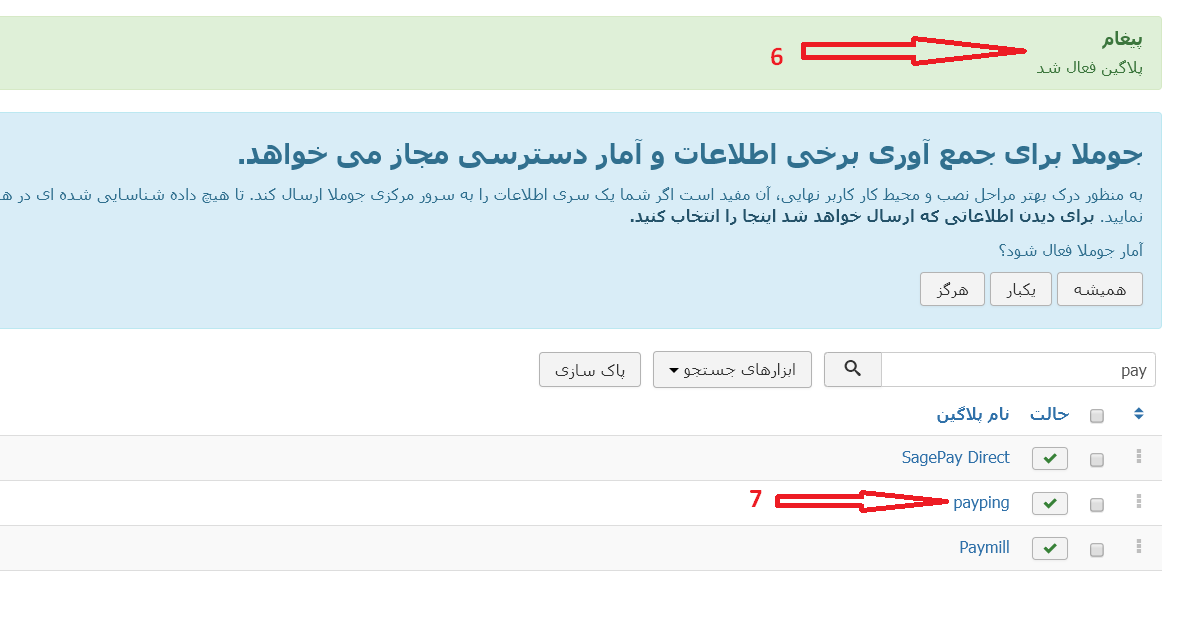 پیغام
6
پلاگین فعال شد
جوملا برای جمع آوری برخی اطلاعات و آمار دسترسی مجاز می خواهد.
به منظور درک بهتر مراحل نصب و محیط کار کاربر نهایی، آن مفید است اگر شما یک سری اطلاعات را به سرور مرکزی جوملا ارسال کند. تا هیچ داده شناسایی شده ای در
نمایید. برای دیدن اطلاعاتی که ارسال خواهد شد اینجا را انتخاب کنید.
آمار جوملا فعال شود؟
همیشه یکبار هرگز
pay ابزارهای جستجو پاک سازی
حالت نام پلاگین
SagePay Direct
payping 7
Paymill